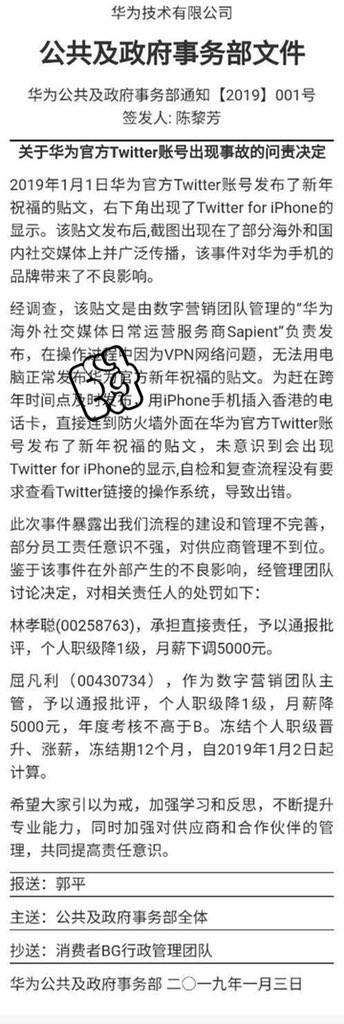 华为技术有限公司
公共及政府事务部文件
华为公共及政府事务部通知【2019】001号
签发人: 陈黎芳
关于华为官方Twitter账号出现事故的问责决定
2019年1月1日华为官方Twitter账号发布了新年
祝福的贴文，右下角出现了Twitter for iPhone的
显示。该贴文发布后,截图出现在了部分海外和国
内社交媒体上并广泛传播，该事件对华为手机的
品牌带来了不良影响。
经调查，该贴文是由数字营销团队管理的“华为
海外社交媒体日常运营服务商Sapient”负责发
布，在操作过程中因为VPN网络问题，无法用电
脑正常发布华为官方新年祝福的贴文。为赶在跨
年时间点及时发布，用iPhone手机插入香港的电
话卡，直接连到防火墙外面在华为官方Twitter账
号发布了新年祝福的贴文，未意识到会出现
Twitter for iPhone的显示,自检和复查流程没有要
求查看Twitter链接的操作系统，导致出错。
此次事件暴露出我们流程的建设和管理不完善，
部分员工责任意识不强，对供应商管理不到位。
鉴于该事件在外部产生的不良影响，经管理团队
讨论决定，对相关责任人的处罚如下：
林孝聪(00258763)，承担直接责任，予以通报批
评，个人职级降1级，月薪下调5000元。
屈凡利（00430734），作为数字营销团队主
管，予以通报批评，个人职级降1级，月薪降
5000元，年度考核不高于B。冻结个人职级晋
升、涨薪，冻结期12个月，自2019年1月2日起
计算。
希望大家引以为戒，加强学习和反思，不断提升
专业能力，同时加强对供应商和合作伙伴的管
理，共同提高责任意识。
报送：郭平
主送：公共及政府事务部全体
抄送：消费者BG行政管理团队
华为公共及政府事务部 二〇一九年一月三日